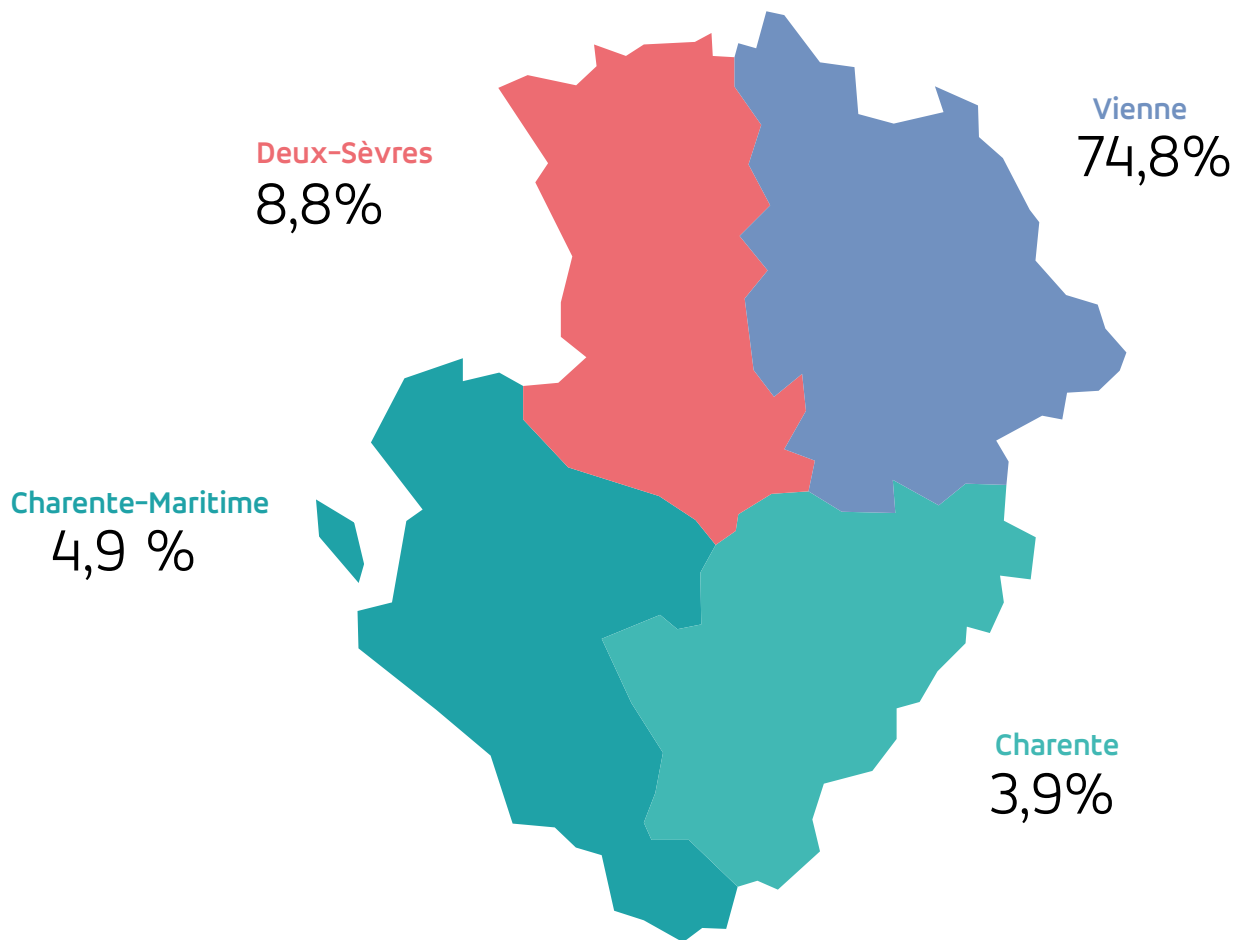 Vienne
74,8%
Deux-Sèvres
8,8%
Charente-Maritime
4,9 %
Charente
3,9%